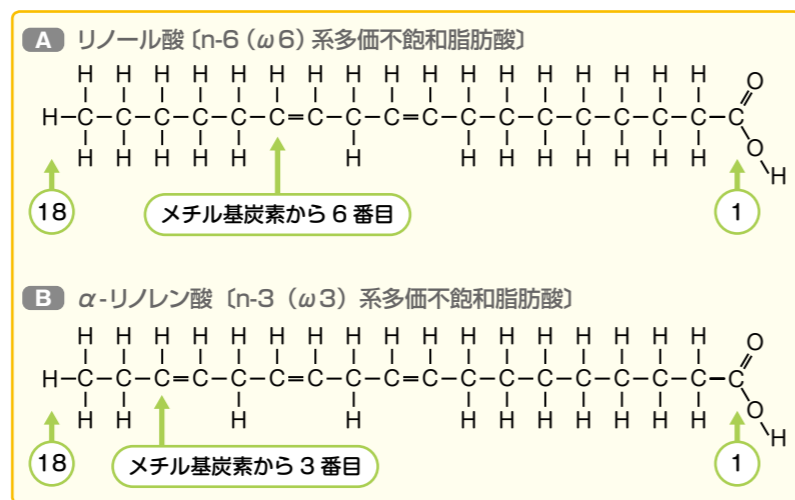 A リノール酸〔n-6（ω6）系多価不飽和脂肪酸〕
H H H H H H H H H H H H H H H H H O
H−C−C−C−C−C−C=C−C−C=C−C−C−C−C−C−C−C−C
H H H H H H H H H H H H H O
H
18
メチル基炭素から 6 番目
1
B α-リノレン酸〔n-3（ω3）系多価不飽和脂肪酸〕
H H H H H H H H H H H H H H H H H O
H−C−C−C=C−C−C=C−C−C=C−C−C−C−C−C−C−C−C
H H H H H H H H H H H O
H
18
メチル基炭素から 3 番目
1